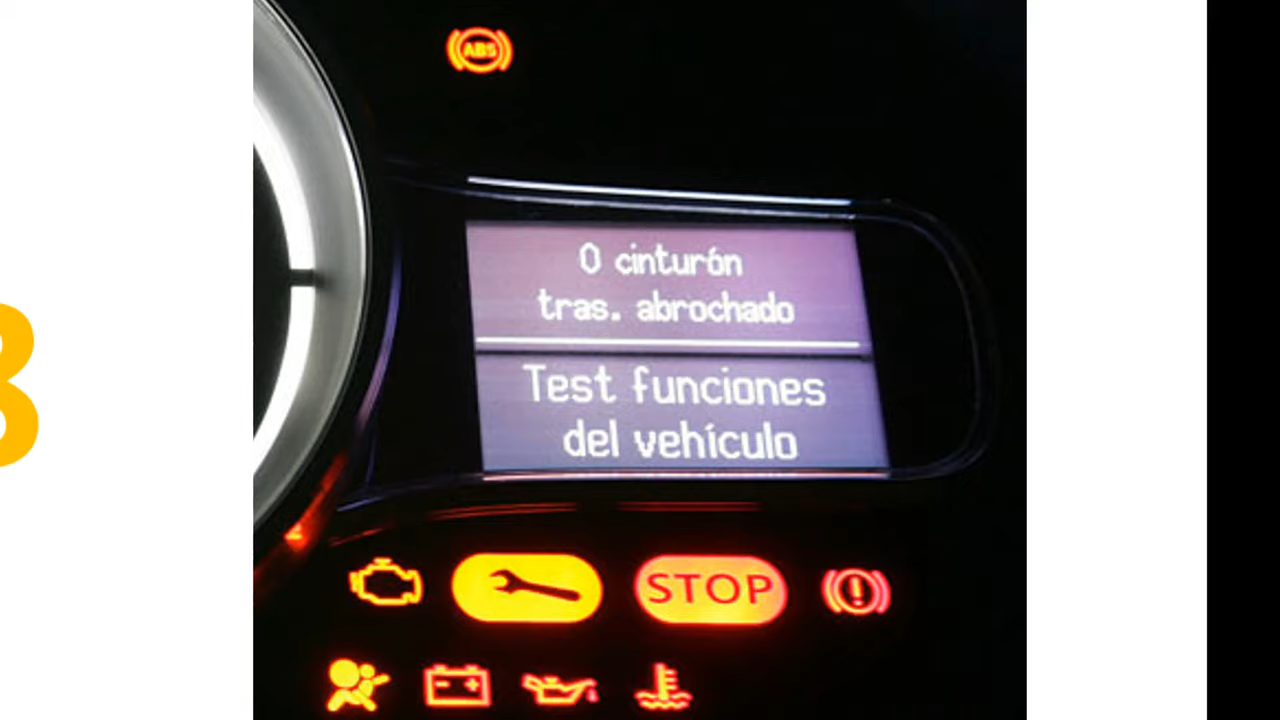 ABS
0 cinturón
tras. abrochado
Test funciones
del vehículo
STOP